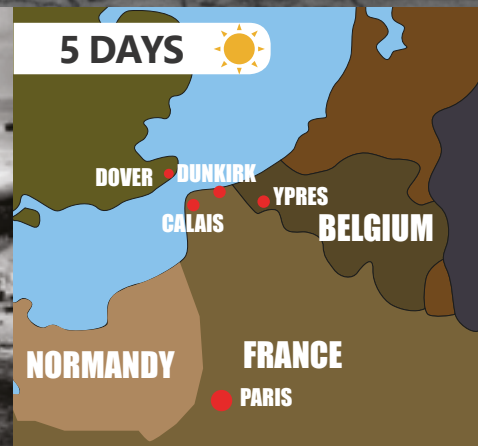 5 DAYS
DOVER
DUNKIRK
YPRES
CALAIS
BELGIUM
NORMANDY
FRANCE
PARIS